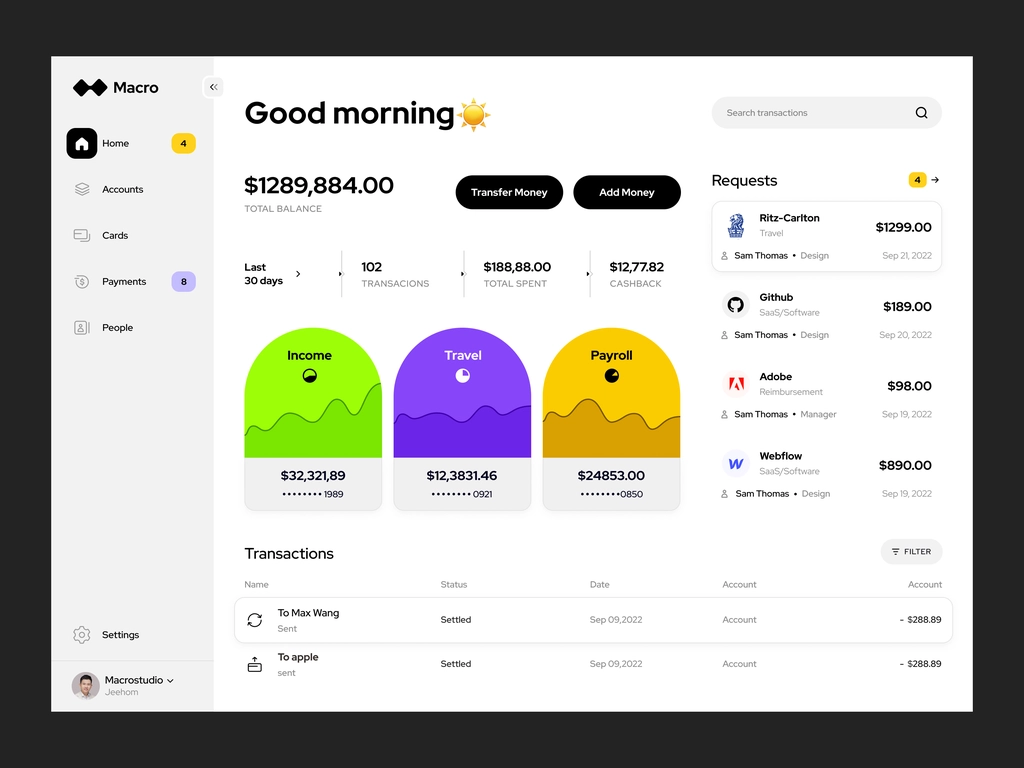 Macro
Home
4
Accounts
Cards
Payments
8
People
Settings
Macrostudio
Jeehom
Good morning
Search transactions
$1289,884.00
TOTAL BALANCE
Transfer Money
Add Money
Last
30 days
102
TRANSACIONS
$188,88.00
TOTAL SPENT
$12,77.82
CASHBACK
Income
$32,321,89
•••••••• 1989
Travel
$12,3831.46
•••••••• 0921
Payroll
$24853.00
••••••••0850
Requests
4
Ritz-Carlton
Travel
$1299.00
Sam Thomas • Design
Sep 21, 2022
Github
SaaS/Software
$189.00
Sam Thomas • Design
Sep 20, 2022
Adobe
Reimbursement
$98.00
Sam Thomas • Manager
Sep 19, 2022
Webflow
SaaS/Software
$890.00
Sam Thomas • Design
Sep 19, 2022
Transactions
FILTER
Name Status Date Account Account
To Max Wang
Sent
Settled
Sep 09,2022
Account
- $288.89
To apple
sent
Settled
Sep 09,2022
Account
- $288.89